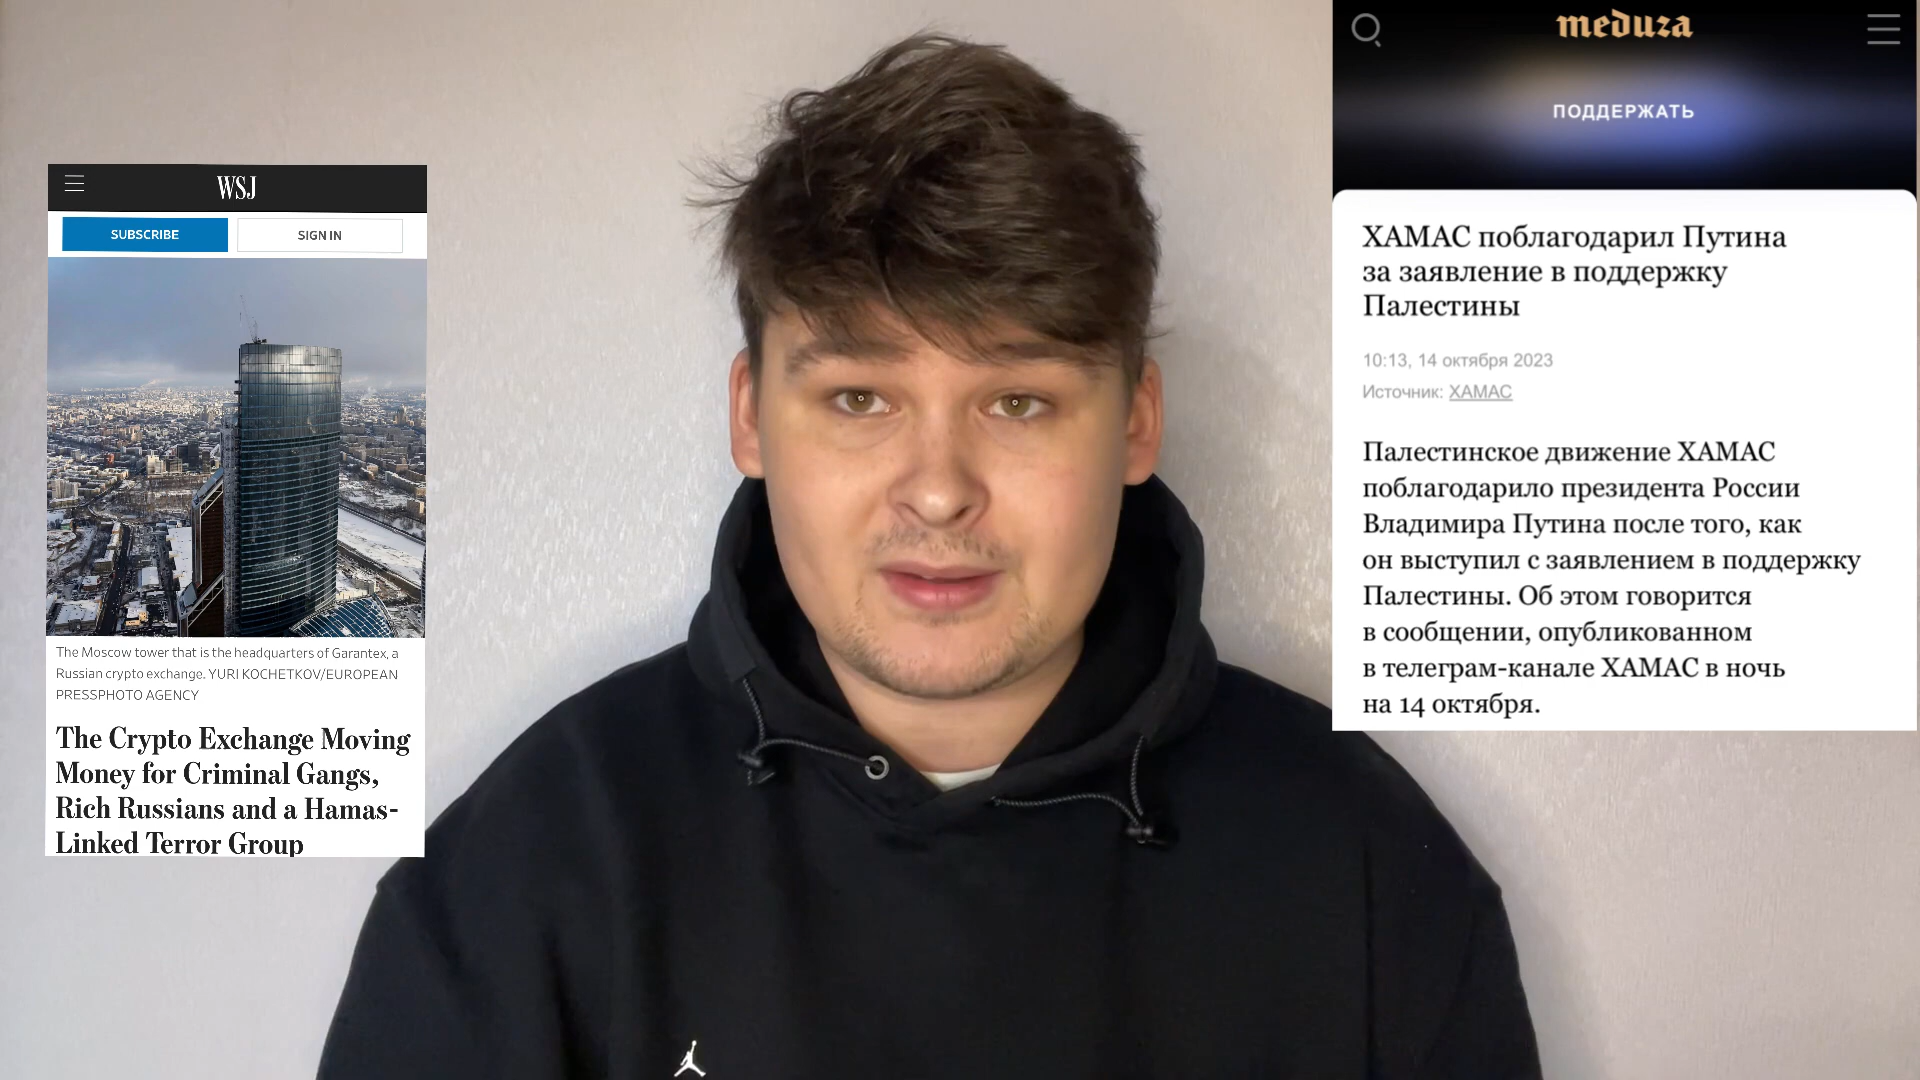 WSJ
SUBSCRIBE
SIGN IN
The Moscow tower that is the headquarters of Garantex, a
Russian crypto exchange. YURI KOCHETKOV/EUROPEAN
PRESSPHOTO AGENCY
The Crypto Exchange Moving
Money for Criminal Gangs,
Rich Russians and a Hamas-
Linked Terror Group
meduza
ПОДДЕРЖАТЬ
ХАМАС поблагодарил Путина
за заявление в поддержку
Палестины
10:13, 14 октября 2023
Источник: ХАМАС
Палестинское движение ХАМАС
поблагодарило президента России
Владимира Путина после того, как
он выступил с заявлением в поддержку
Палестины. Об этом говорится
в сообщении, опубликованном
в телеграм-канале ХАМАС в ночь
на 14 октября.